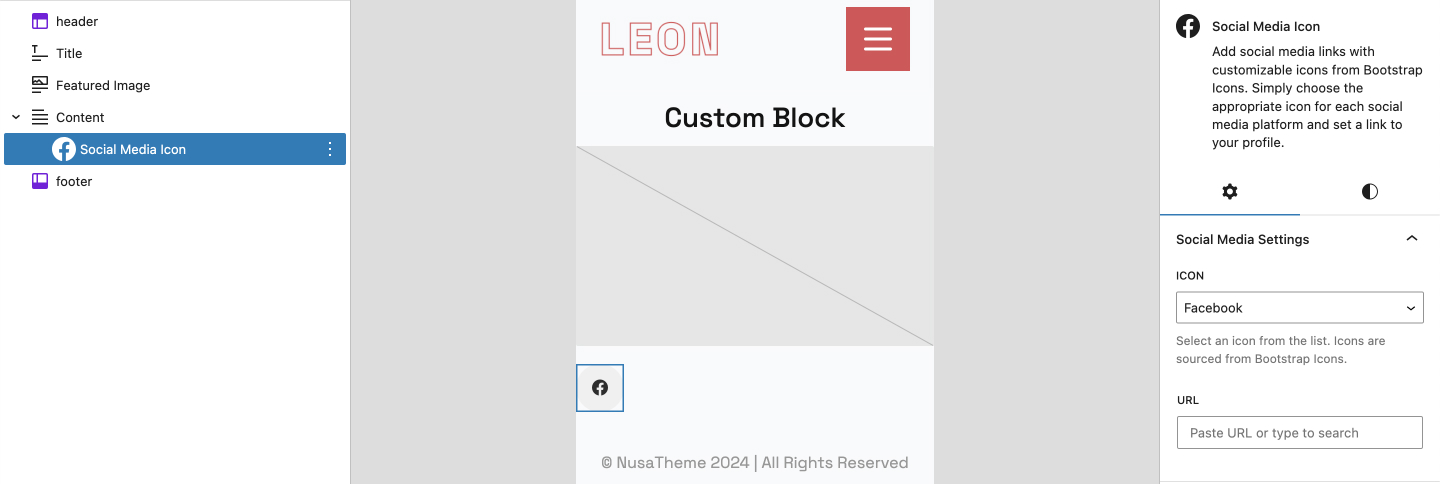 header
Title
Featured Image
Content
Social Media Icon
footer
LEON
Custom Block
© NusaTheme 2024 | All Rights Reserved
Social Media Icon
Add social media links with
customizable icons from Bootstrap
Icons. Simply choose the
appropriate icon for each social
media platform and set a link to
your profile.
Social Media Settings
ICON
Facebook
Select an icon from the list. Icons are
sourced from Bootstrap Icons.
URL
Paste URL or type to search